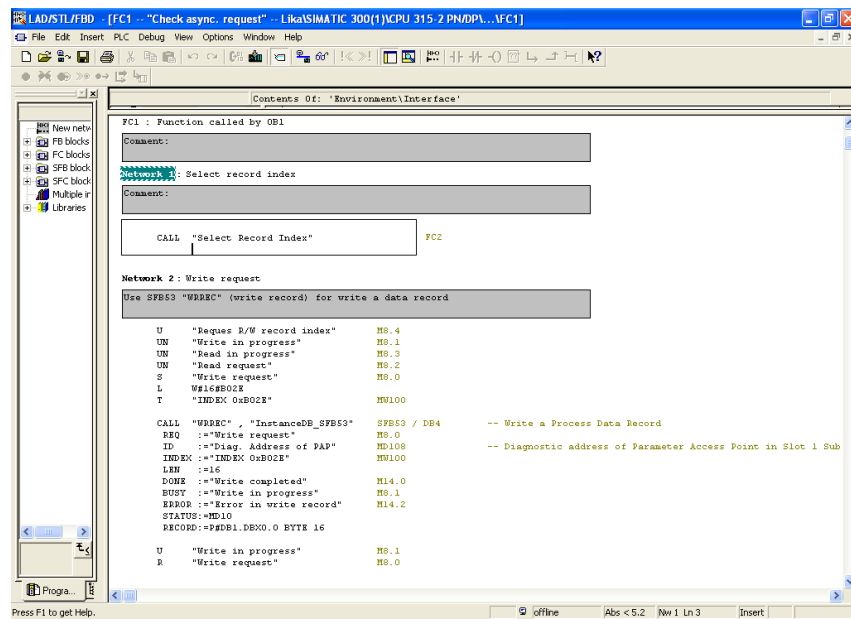 LAD/STL/FBD - [FC1 -- "Check async. request" -- Lika\SIMATIC 300(1)\CPU 315-2 PN/DP\...\FC1]
File Edit Insert PLC Debug View Options Window Help
Contents Of: 'Environment\Interface'
New netw
FB blocks
FC blocks
SFB block
SFC block
Multiple ir
Libraries
FC1 : Function called by OB1
Comment:
Network 1: Select record index
Comment:
CALL "Select Record Index" FC2
Network 2 : Write request
Use SFB53 "WRREC" (write record) for write a data record
U "Reques R/W record index" M8.4
UN "Write in progress" M8.1
UN "Read in progress" M8.3
UN "Read request" M8.2
S "Write request" M8.0
L W#16#B02E
T "INDEX 0xB02E" MW100
CALL "WRREC" , "InstanceDB_SFB53" SFB53 / DB4 -- Write a Process Data Record
REQ :="Write request" M8.0
ID :="Diag. Address of PAP" MD108 -- Diagnostic address of Parameter Access Point in Slot 1 Sub
INDEX :="INDEX 0xB02E" MW100
LEN :=16
DONE :="Write completed" M14.0
BUSY :="Write in progress" M8.1
ERROR :="Error in write record" M14.2
STATUS:=MD10
RECORD:=P#DB1.DBX0.0 BYTE 16
U "Write in progress" M8.1
R "Write request" M8.0
Progra...
Press F1 to get Help.
offline Abs < 5.2 Nw 1 Ln 3 Insert